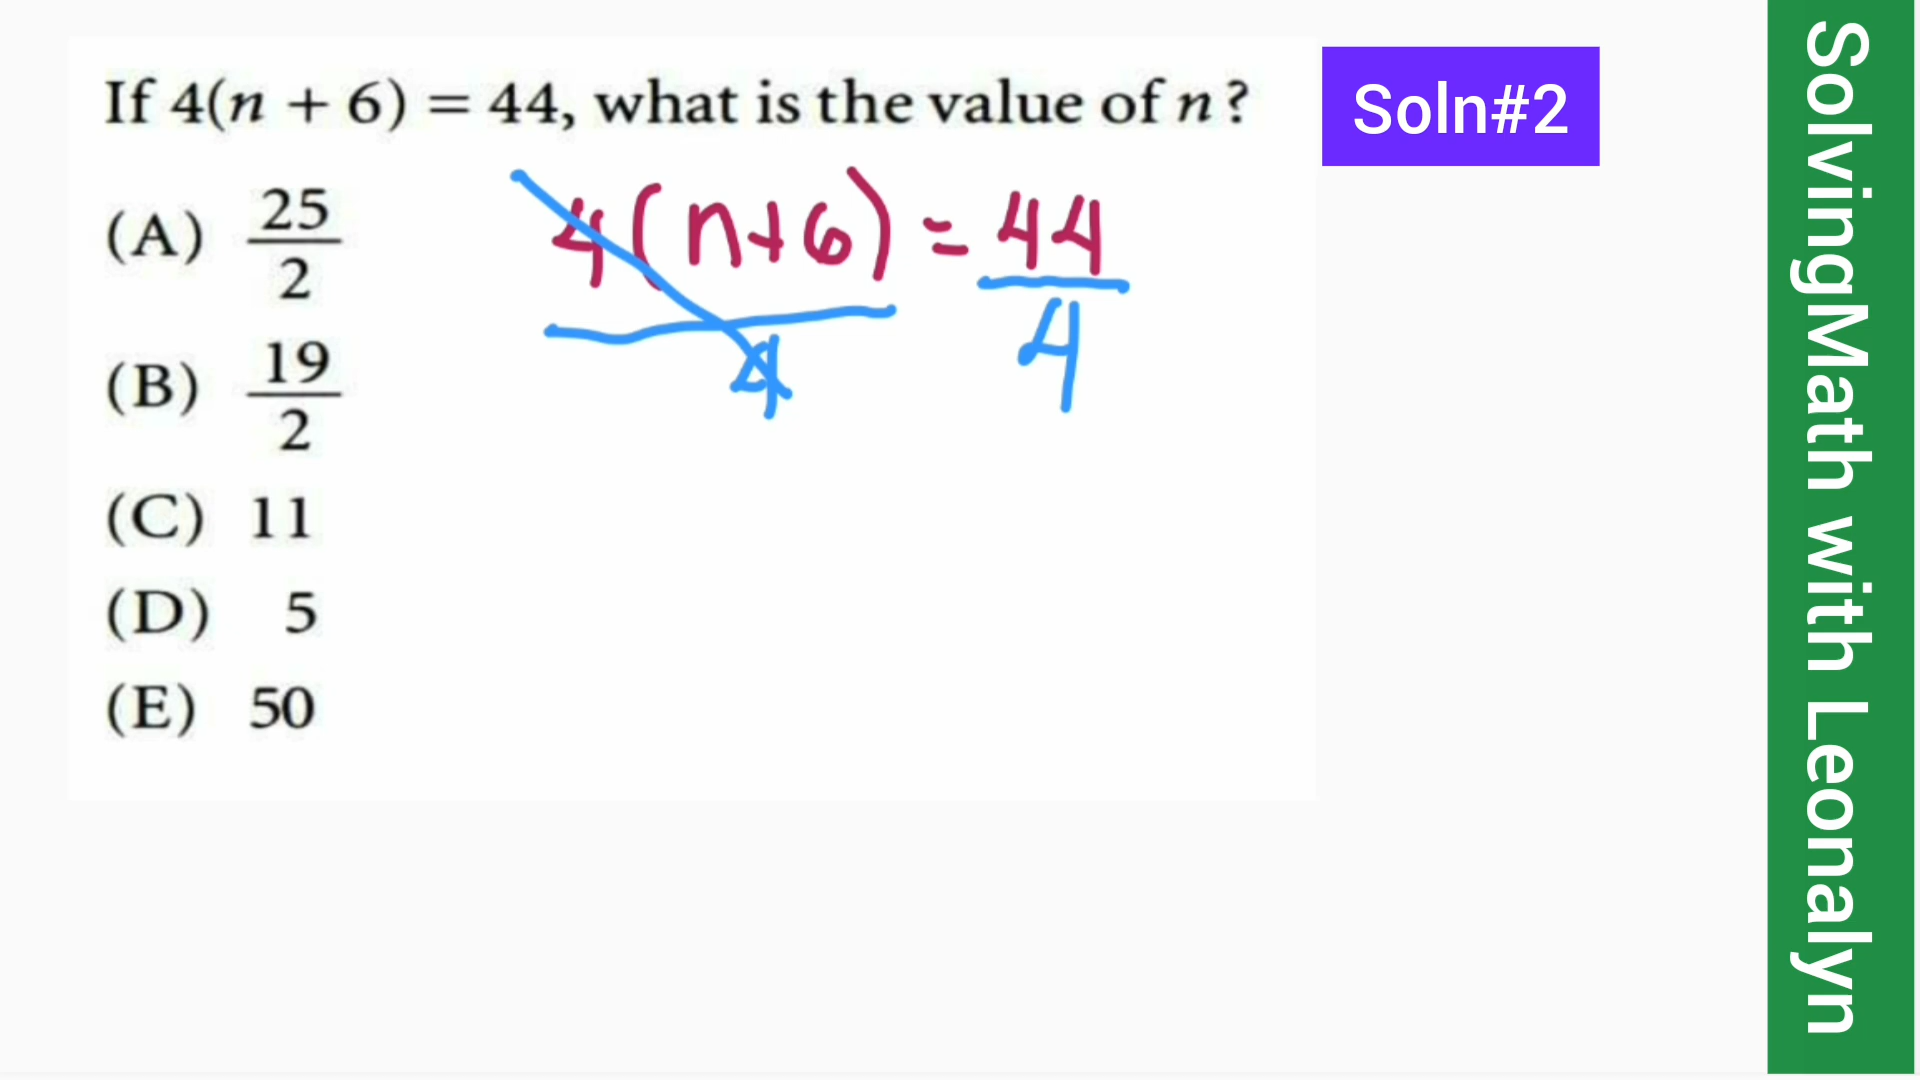 If 4(n + 6) = 44, what is the value of n?
Soln#2
(A) 25/2
(B) 19/2
(C) 11
(D) 5
(E) 50
4(n+6) = 44
4 4
SolvingMath with Leonalyn